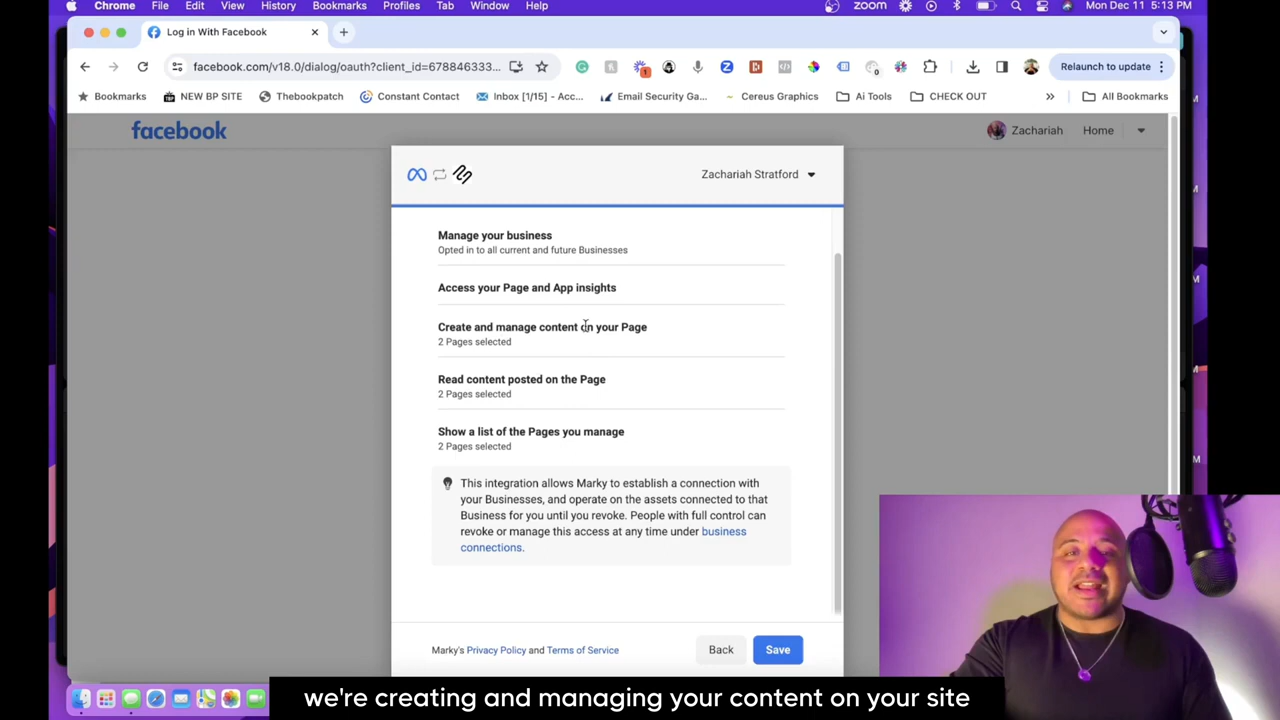 Chrome File Edit View History Bookmarks Profiles Tab Window Help zoom Mon Dec 11 5:13 PM
Log in With Facebook
facebook.com/v18.0/dialog/oauth?client_id=678846333... Relaunch to update
Bookmarks NEW BP SITE Thebookpatch Constant Contact Inbox [1/15] - Acc... Email Security Ga... Cereus Graphics Ai Tools CHECK OUT All Bookmarks
facebook Zachariah Home
Zachariah Stratford
Manage your business
Opted in to all current and future Businesses
Access your Page and App insights
Create and manage content on your Page
2 Pages selected
Read content posted on the Page
2 Pages selected
Show a list of the Pages you manage
2 Pages selected
This integration allows Marky to establish a connection with
your Businesses, and operate on the assets connected to that
Business for you until you revoke. People with full control can
revoke or manage this access at any time under business
connections.
Marky's Privacy Policy and Terms of Service Back Save
we're creating and managing your content on your site